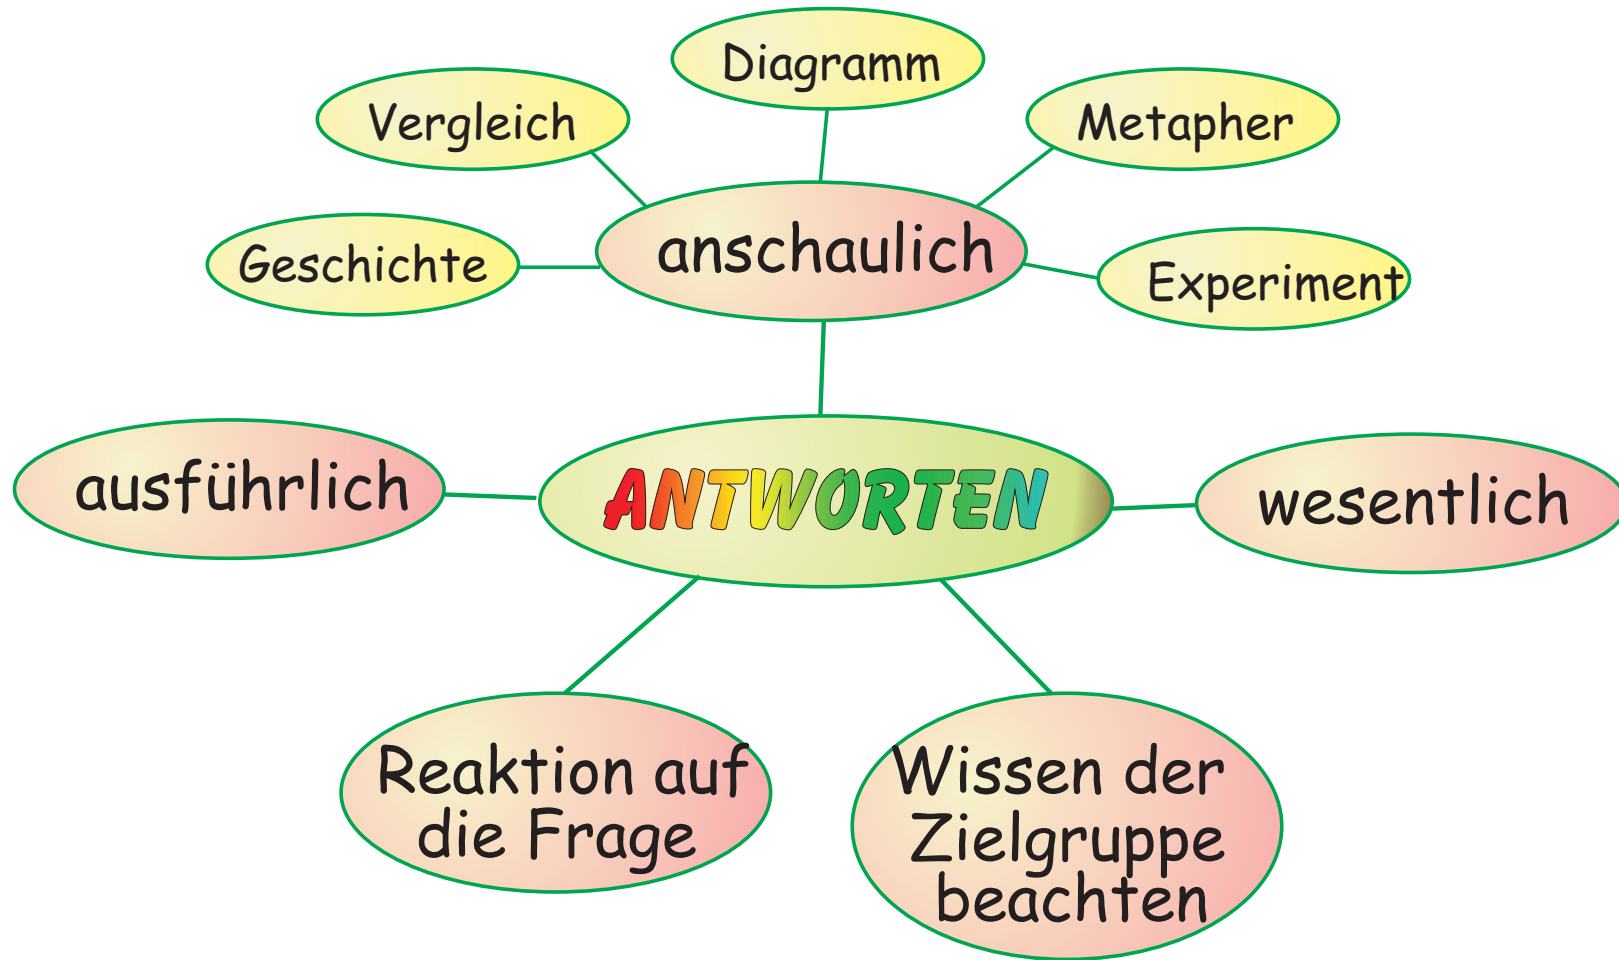 Diagramm
Vergleich
Metapher
Geschichte
anschaulich
Experiment
ausführlich
ANTWORTEN
wesentlich
Reaktion auf
die Frage
Wissen der
Zielgruppe
beachten